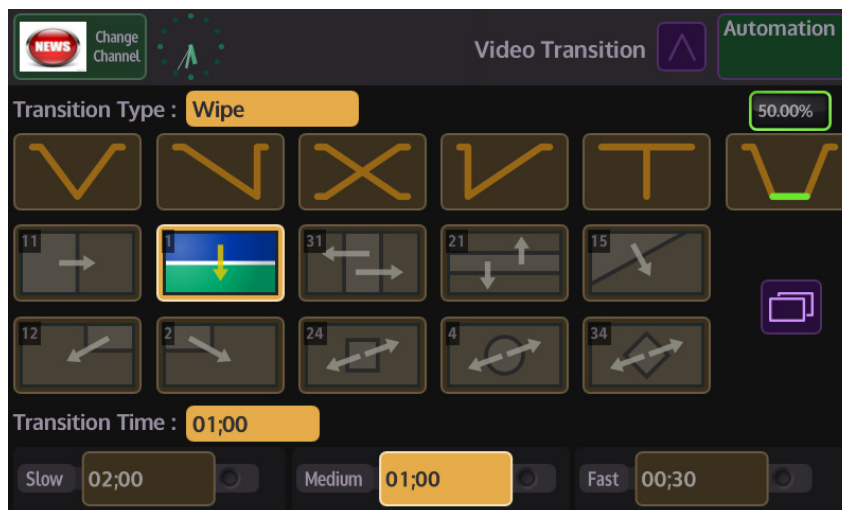 NEWS
Change
Channel
Video Transition
Automation
Transition Type : Wipe
50.00%
11
1
31
21
15
12
2
24
4
34
Transition Time : 01;00
Slow 02;00
Medium 01;00
Fast 00;30